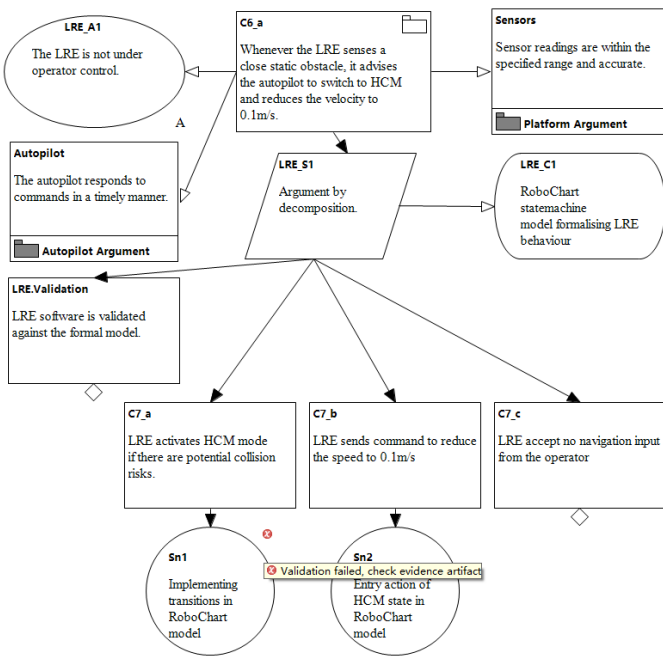 LRE_A1
The LRE is not under
operator control.
A
C6_a
Whenever the LRE senses a
close static obstacle, it advises
the autopilot to switch to HCM
and reduces the velocity to
0.1m/s.
Sensors
Sensor readings are within the
specified range and accurate.
Platform Argument
Autopilot
The autopilot responds to
commands in a timely manner.
Autopilot Argument
LRE_S1
Argument by
decomposition.
LRE_C1
RoboChart
statemachine
model formalising LRE
behaviour
LRE.Validation
LRE software is validated
against the formal model.
C7_a
LRE activates HCM mode
if there are potential collision
risks.
C7_b
LRE sends command to reduce
the speed to 0.1m/s
C7_c
LRE accept no navigation input
from the operator
Sn1
Implementing
transitions in
RoboChart
model
Validation failed, check evidence artifact
Sn2
Entry action of
HCM state in
RoboChart
model